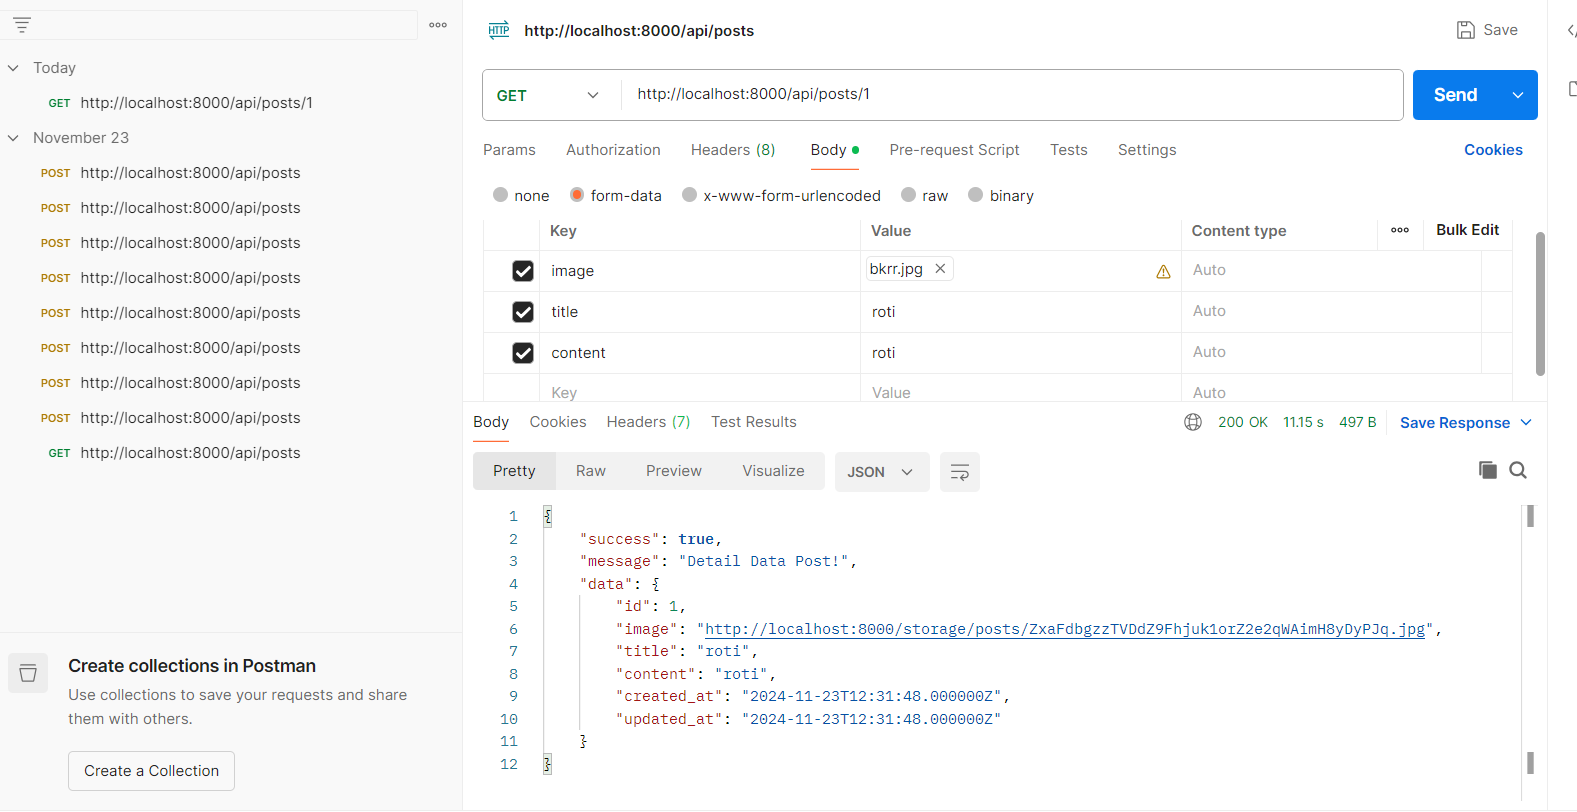 Today
GET http://localhost:8000/api/posts/1
November 23
POST http://localhost:8000/api/posts
POST http://localhost:8000/api/posts
POST http://localhost:8000/api/posts
POST http://localhost:8000/api/posts
POST http://localhost:8000/api/posts
POST http://localhost:8000/api/posts
POST http://localhost:8000/api/posts
POST http://localhost:8000/api/posts
GET http://localhost:8000/api/posts
Create collections in Postman
Use collections to save your requests and share
them with others.
Create a Collection
HTTP http://localhost:8000/api/posts Save
GET http://localhost:8000/api/posts/1 Send
Params Authorization Headers (8) Body Pre-request Script Tests Settings Cookies
none form-data x-www-form-urlencoded raw binary
Key Value Content type Bulk Edit
image bkrr.jpg Auto
title roti Auto
content roti Auto
Key Value Auto
Body Cookies Headers (7) Test Results 200 OK 11.15 s 497 B Save Response
Pretty Raw Preview Visualize JSON
1 {
2 "success": true,
3 "message": "Detail Data Post!",
4 "data": {
5 "id": 1,
6 "image": "http://localhost:8000/storage/posts/ZxaFdbgzzTVDdZ9Fhjuk1orZ2e2qWAimH8yDyPJq.jpg",
7 "title": "roti",
8 "content": "roti",
9 "created_at": "2024-11-23T12:31:48.000000Z",
10 "updated_at": "2024-11-23T12:31:48.000000Z"
11 }
12 }